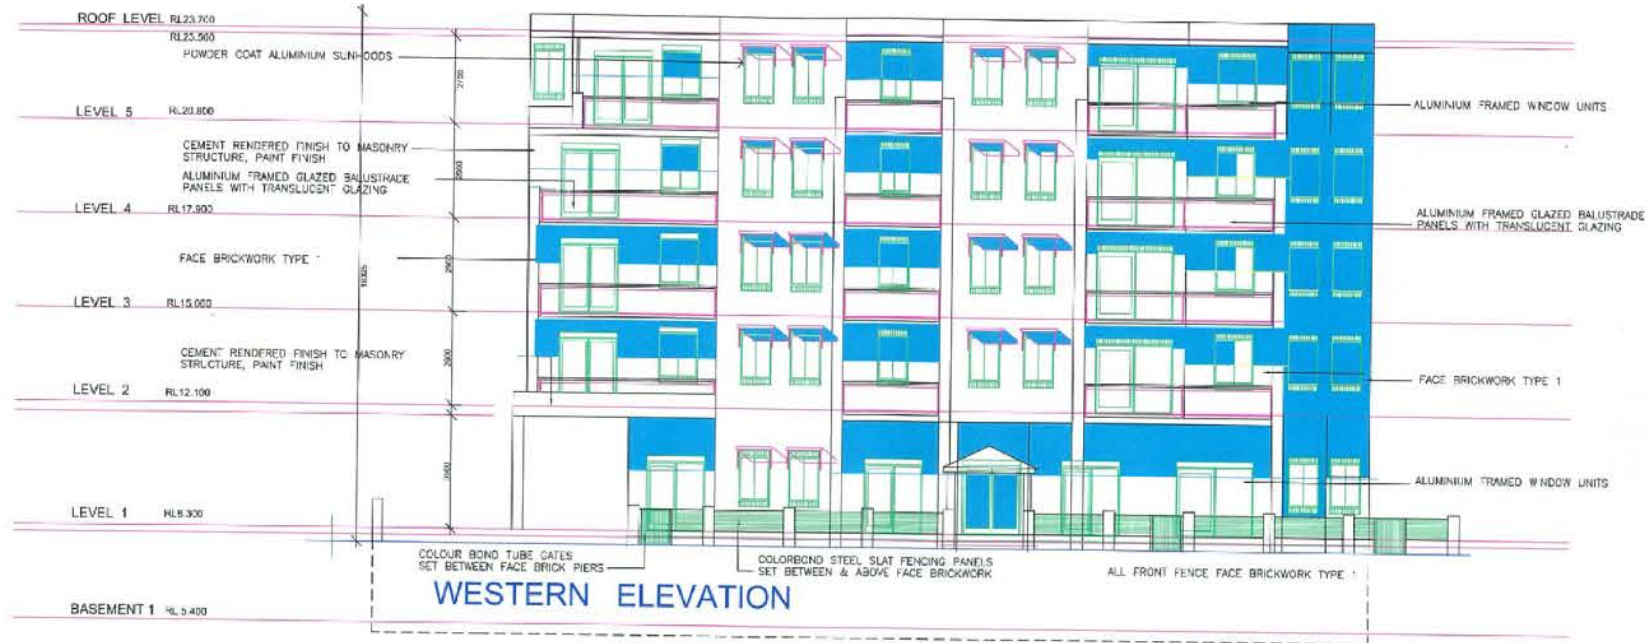 ROOF LEVEL RL23.700
RL23.500
POWDER COAT ALUMINIUM SUNHOODS
2700
LEVEL 5 RL20.800
ALUMINIUM FRAMED WINDOW UNITS
CEMENT RENDERED FINISH TO MASONRY
STRUCTURE, PAINT FINISH
ALUMINIUM FRAMED GLAZED BALUSTRADE
PANELS WITH TRANSLUCENT GLAZING
LEVEL 4 RL17.900
ALUMINIUM FRAMED GLAZED BALUSTRADE
PANELS WITH TRANSLUCENT GLAZING
FACE BRICKWORK TYPE
2900
LEVEL 3 RL15.000
CEMENT RENDERED FINISH TO MASONRY
STRUCTURE, PAINT FINISH
2900
LEVEL 2 RL12.100
FACE BRICKWORK TYPE 1
ALUMINIUM FRAMED WINDOW UNITS
LEVEL 1 RL8.300
COLOUR BOND TUBE GATES
SET BETWEEN FACE BRICK PIERS
COLORBOND STEEL SLAT FENCING PANELS
SET BETWEEN & ABOVE FACE BRICKWORK
ALL FRONT FENCE FACE BRICKWORK TYPE
WESTERN ELEVATION
BASEMENT 1 RL 5.400